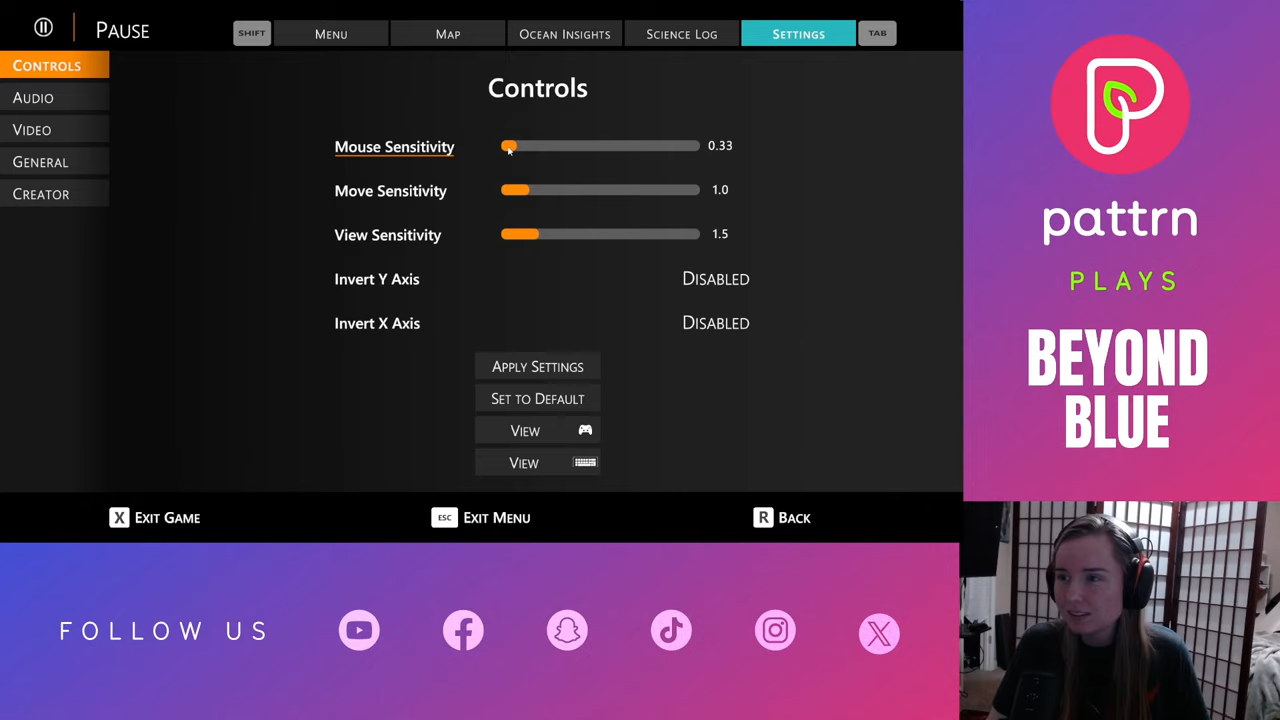 PAUSE
SHIFT MENU MAP OCEAN INSIGHTS SCIENCE LOG SETTINGS TAB
CONTROLS
AUDIO
VIDEO
GENERAL
CREATOR
Controls
Mouse Sensitivity 0.33
Move Sensitivity 1.0
View Sensitivity 1.5
Invert Y Axis DISABLED
Invert X Axis DISABLED
APPLY SETTINGS
SET TO DEFAULT
VIEW
VIEW
X EXIT GAME ESC EXIT MENU R BACK
pattrn
PLAYS
BEYOND
BLUE
FOLLOW US